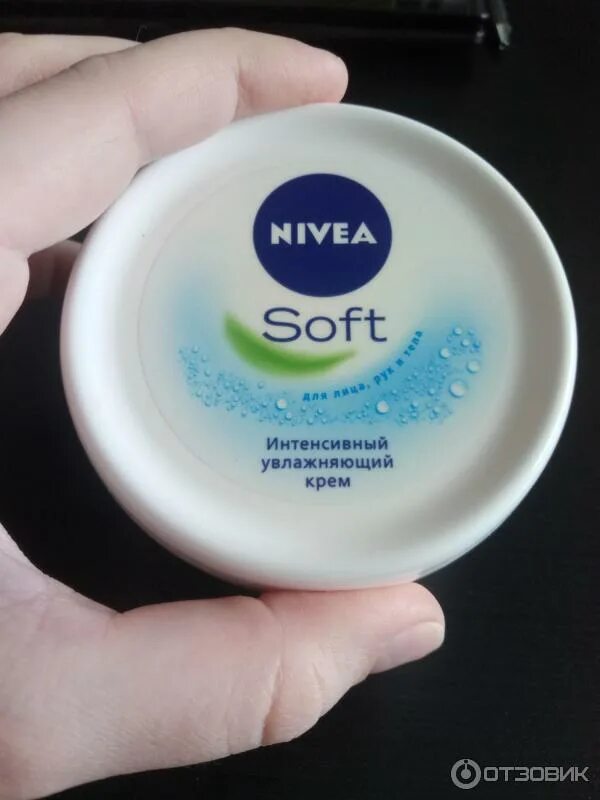 NIVEA
Soft
для лица, рук и тела
Интенсивный
увлажняющий
крем
ОТЗОВИК